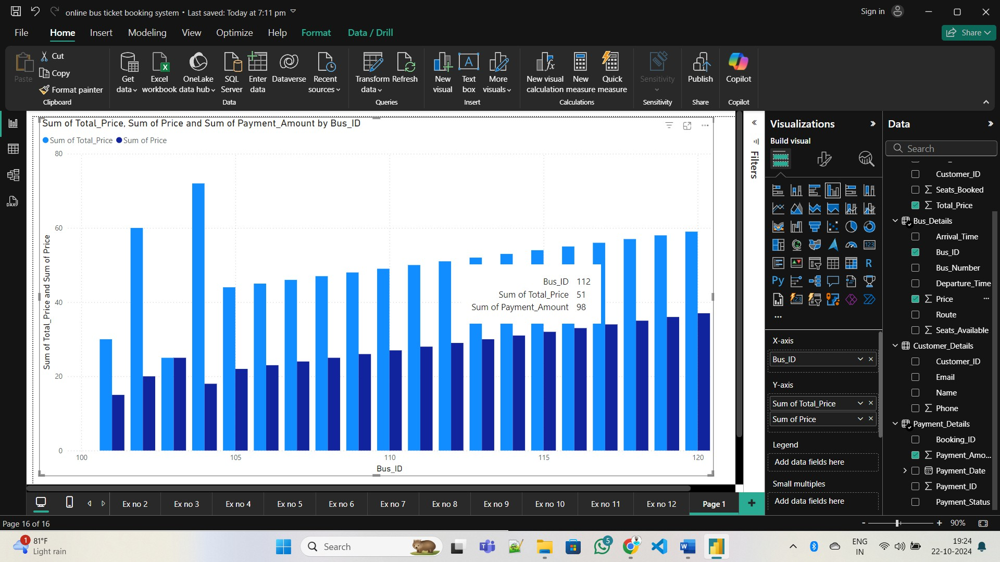 online bus ticket booking system • Last saved: Today at 7:11 pm
Sign in
File Home Insert Modeling View Optimize Help Format Data / Drill
Share
Paste
Cut
Copy
Format painter
Clipboard
Get data
Excel workbook
OneLake data hub
SQL Server
Enter data
Dataverse
Recent sources
Data
Transform data
Refresh
Queries
New visual
Text box
More visuals
Insert
New visual calculation
New measure
Quick measure
Calculations
Sensitivity
Sensitivity
Publish
Share
Copilot
Copilot
DAX
Sum of Total_Price, Sum of Price and Sum of Payment_Amount by Bus_ID
Sum of Total_Price Sum of Price
Sum of Total_Price and Sum of Price
80
60
40
20
0
100 105 110 115 120
Bus_ID
Bus_ID 112
Sum of Total_Price 51
Sum of Payment_Amount 98
Filters
Visualizations
Build visual
123
R
Py
123
X-axis
Bus_ID
Y-axis
Sum of Total_Price
Sum of Price
Legend
Add data fields here
Small multiples
Add data fields here
Data
Search
Customer_ID
Seats_Booked
Total_Price
Bus_Details
Arrival_Time
Bus_ID
Bus_Number
Departure_Time
Price
Route
Seats_Available
Customer_Details
Customer_ID
Email
Name
Phone
Payment_Details
Booking_ID
Payment_Amo...
Payment_Date
Payment_ID
Payment_Status
Ex no 2 Ex no 3 Ex no 4 Ex no 5 Ex no 6 Ex no 7 Ex no 8 Ex no 9 Ex no 10 Ex no 11 Ex no 12 Page 1
Page 16 of 16
- + 90%
1
81°F
Light rain
Search
5
ENG
IN
19:24
22-10-2024